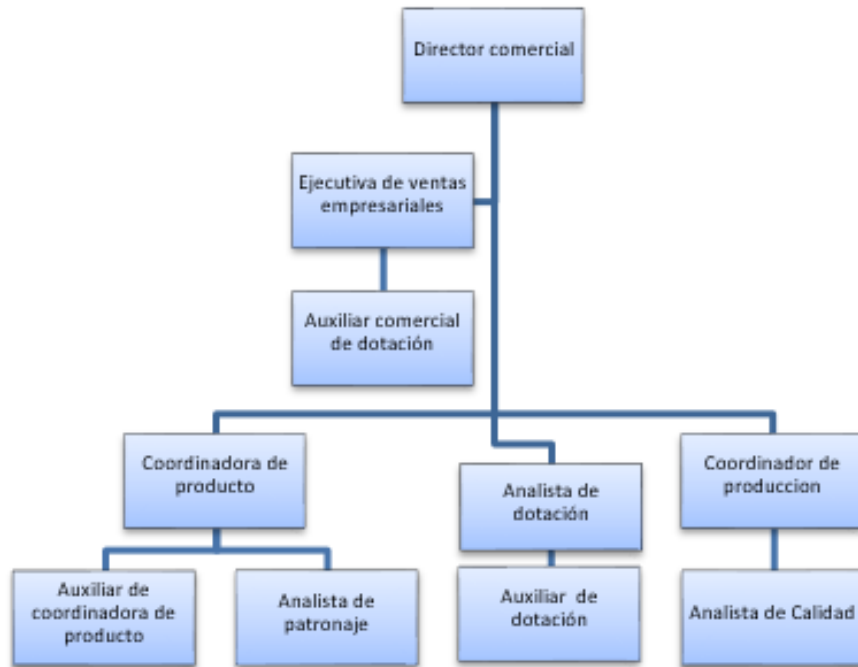 Director comercial
Ejecutiva de ventas
empresariales
Auxiliar comercial
de dotación
Coordinadora de
producto
Analista de
dotación
Coordinador de
produccion
Auxiliar de
coordinadora de
producto
Analista de
patronaje
Auxiliar de
dotación
Analista de Calidad